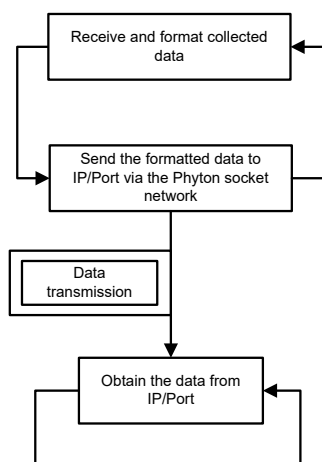 Receive and format collected
data
Send the formatted data to
IP/Port via the Phyton socket
network
Data
transmission
Obtain the data from
IP/Port